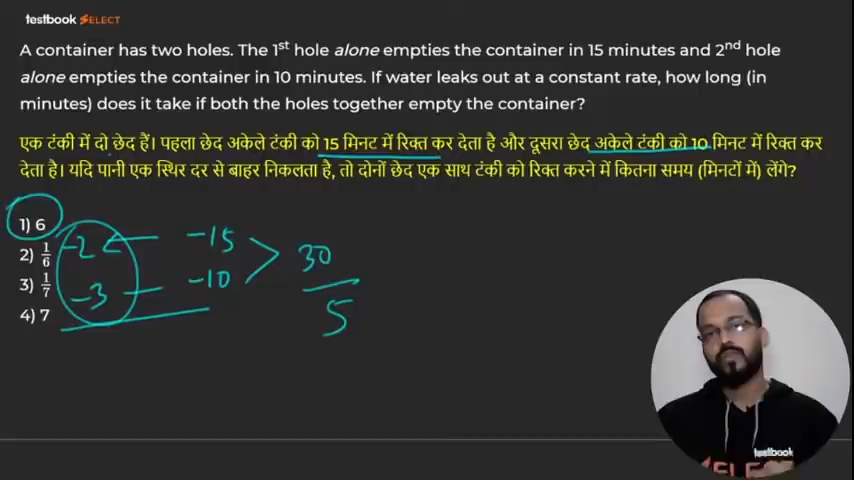 testbook SELECT
A container has two holes. The 1st hole alone empties the container in 15 minutes and 2nd hole
alone empties the container in 10 minutes. If water leaks out at a constant rate, how long (in
minutes) does it take if both the holes together empty the container?
एक टंकी में दो छेद हैं। पहला छेद अकेले टंकी को 15 मिनट में रिक्त कर देता है और दूसरा छेद अकेले टंकी को 10 मिनट में रिक्त कर
देता है। यदि पानी एक स्थिर दर से बाहर निकलता है, तो दोनों छेद एक साथ टंकी को रिक्त करने में कितना समय (मिनटों में) लेंगे?
1) 6
2) 1/6
3) 1/7
4) 7
-2 -15
-3 -10
30
5
testbook
SELE